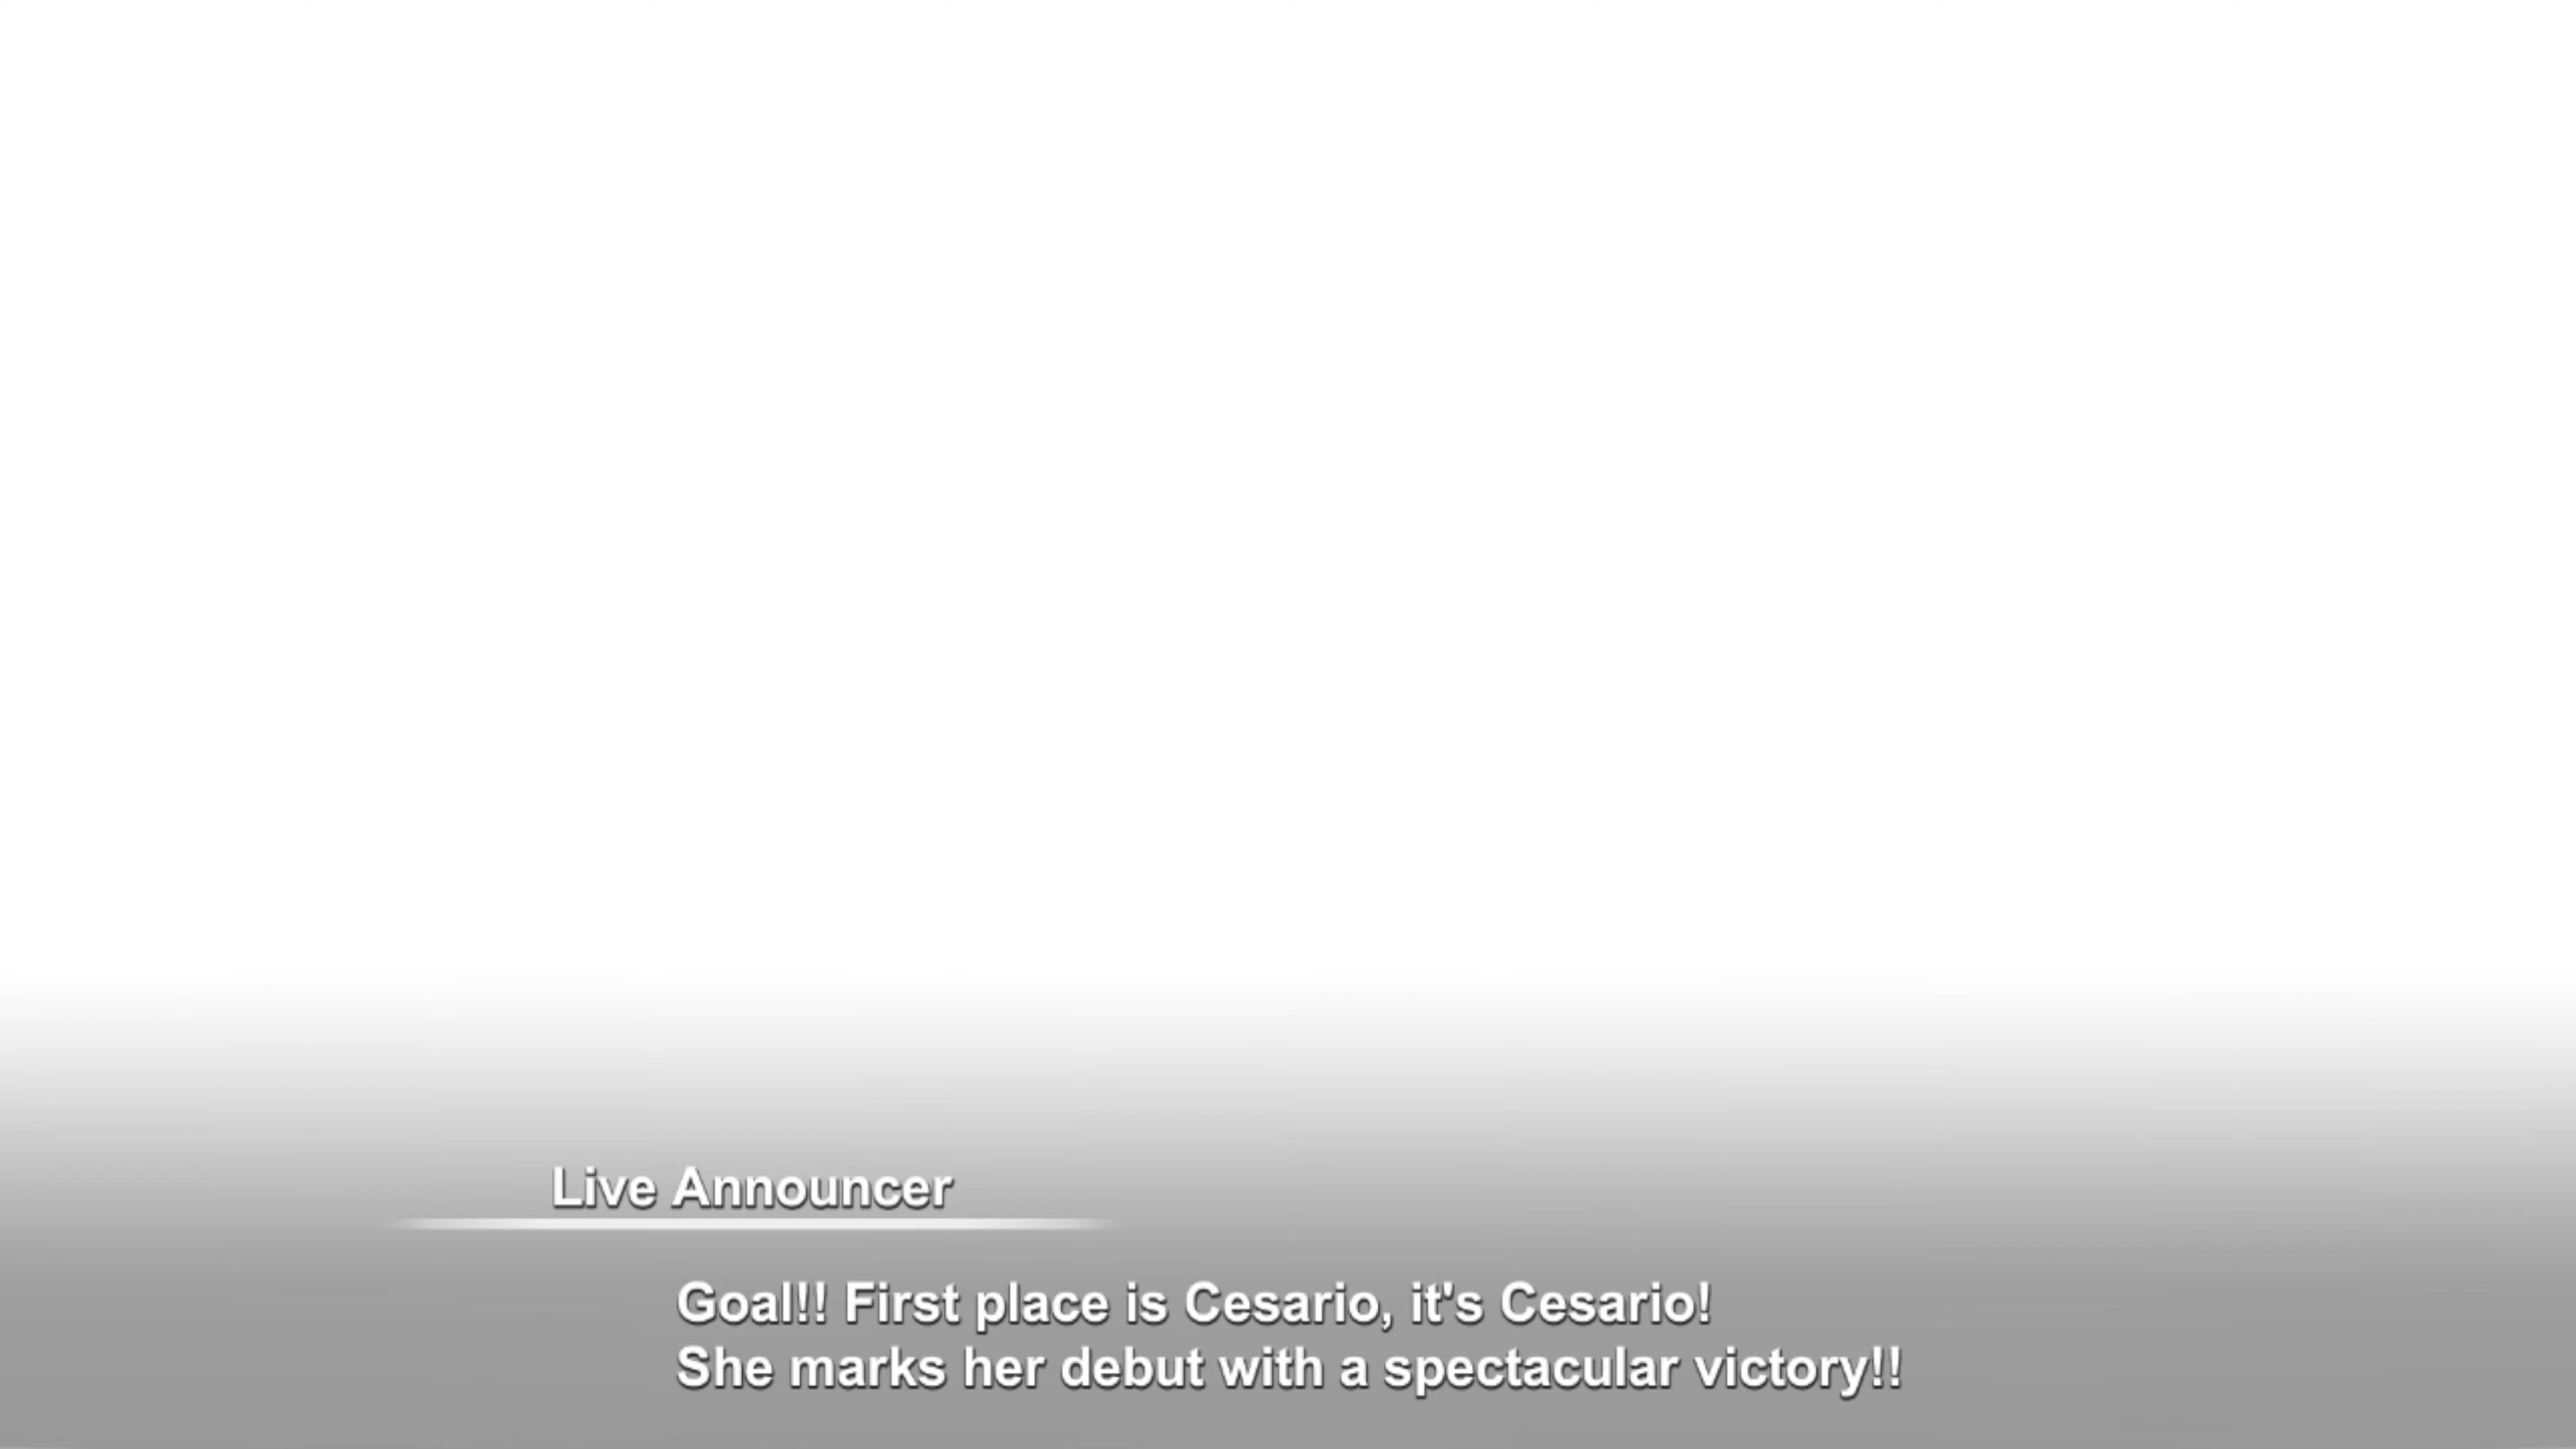 Live Announcer
Goal!! First place is Cesario, it's Cesario!
She marks her debut with a spectacular victory!!